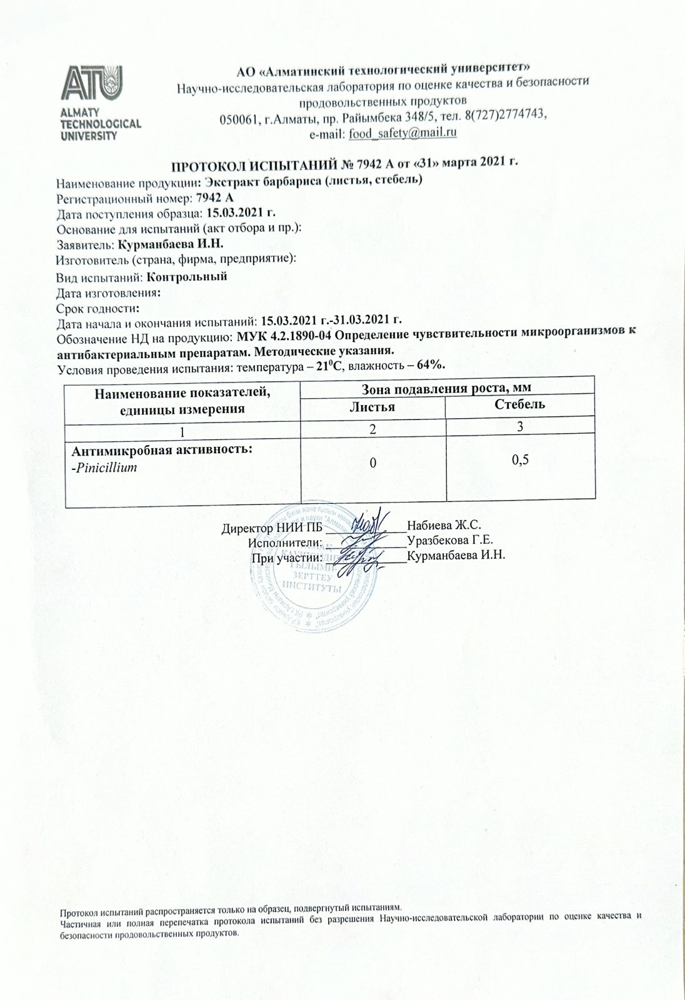 ATU
ALMATY
TECHNOLOGICAL
UNIVERSITY
АО «Алматинский технологический университет»
Научно-исследовательская лаборатория по оценке качества и безопасности
продовольственных продуктов
050061, г.Алматы, пр. Райымбека 348/5, тел. 8(727)2774743,
e-mail: food_safety@mail.ru
ПРОТОКОЛ ИСПЫТАНИЙ № 7942 А от «31» марта 2021 г.
Наименование продукции: Экстракт барбариса (листья, стебель)
Регистрационный номер: 7942 А
Дата поступления образца: 15.03.2021 г.
Основание для испытаний (акт отбора и пр.):
Заявитель: Курманбаева И.Н.
Изготовитель (страна, фирма, предприятие):
Вид испытаний: Контрольный
Дата изготовления:
Срок годности:
Дата начала и окончания испытаний: 15.03.2021 г.-31.03.2021 г.
Обозначение НД на продукцию: МУК 4.2.1890-04 Определение чувствительности микроорганизмов к
антибактериальным препаратам. Методические указания.
Условия проведения испытания: температура – 21⁰С, влажность – 64%.
Наименование показателей,
единицы измерения
Зона подавления роста, мм
Листья
Стебель
1
2
3
Антимикробная активность:
-Pinicillium
0
0,5
Директор НИИ ПБ ____________Набиева Ж.С.
Исполнители: ____________Уразбекова Г.Е.
При участии: ____________Курманбаева И.Н.
ҒЫЛЫМИ-
ЗЕРТТЕУ
ИНСТИТУТЫ
Протокол испытаний распространяется только на образец, подвергнутый испытаниям.
Частичная или полная перепечатка протокола испытаний без разрешения Научно-исследовательской лаборатории по оценке качества и
безопасности продовольственных продуктов.